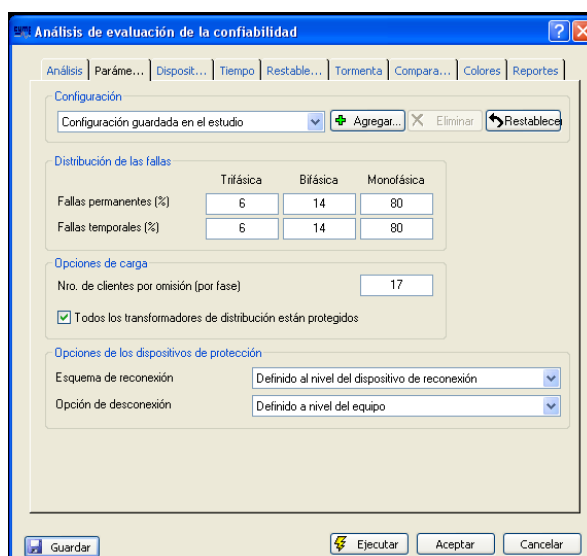 Análisis de evaluación de la confiabilidad
Análisis Paráme... Disposit... Tiempo Restable... Tormenta Compara... Colores Reportes
Configuración
Configuración guardada en el estudio Agregar... Eliminar Restablecer
Distribución de las fallas
Trifásica Bifásica Monofásica
Fallas permanentes (%) 6 14 80
Fallas temporales (%) 6 14 80
Opciones de carga
Nro. de clientes por omisión (por fase) 17
Todos los transformadores de distribución están protegidos
Opciones de los dispositivos de protección
Esquema de reconexión Definido al nivel del dispositivo de reconexión
Opción de desconexión Definido a nivel del equipo
Guardar Ejecutar Aceptar Cancelar